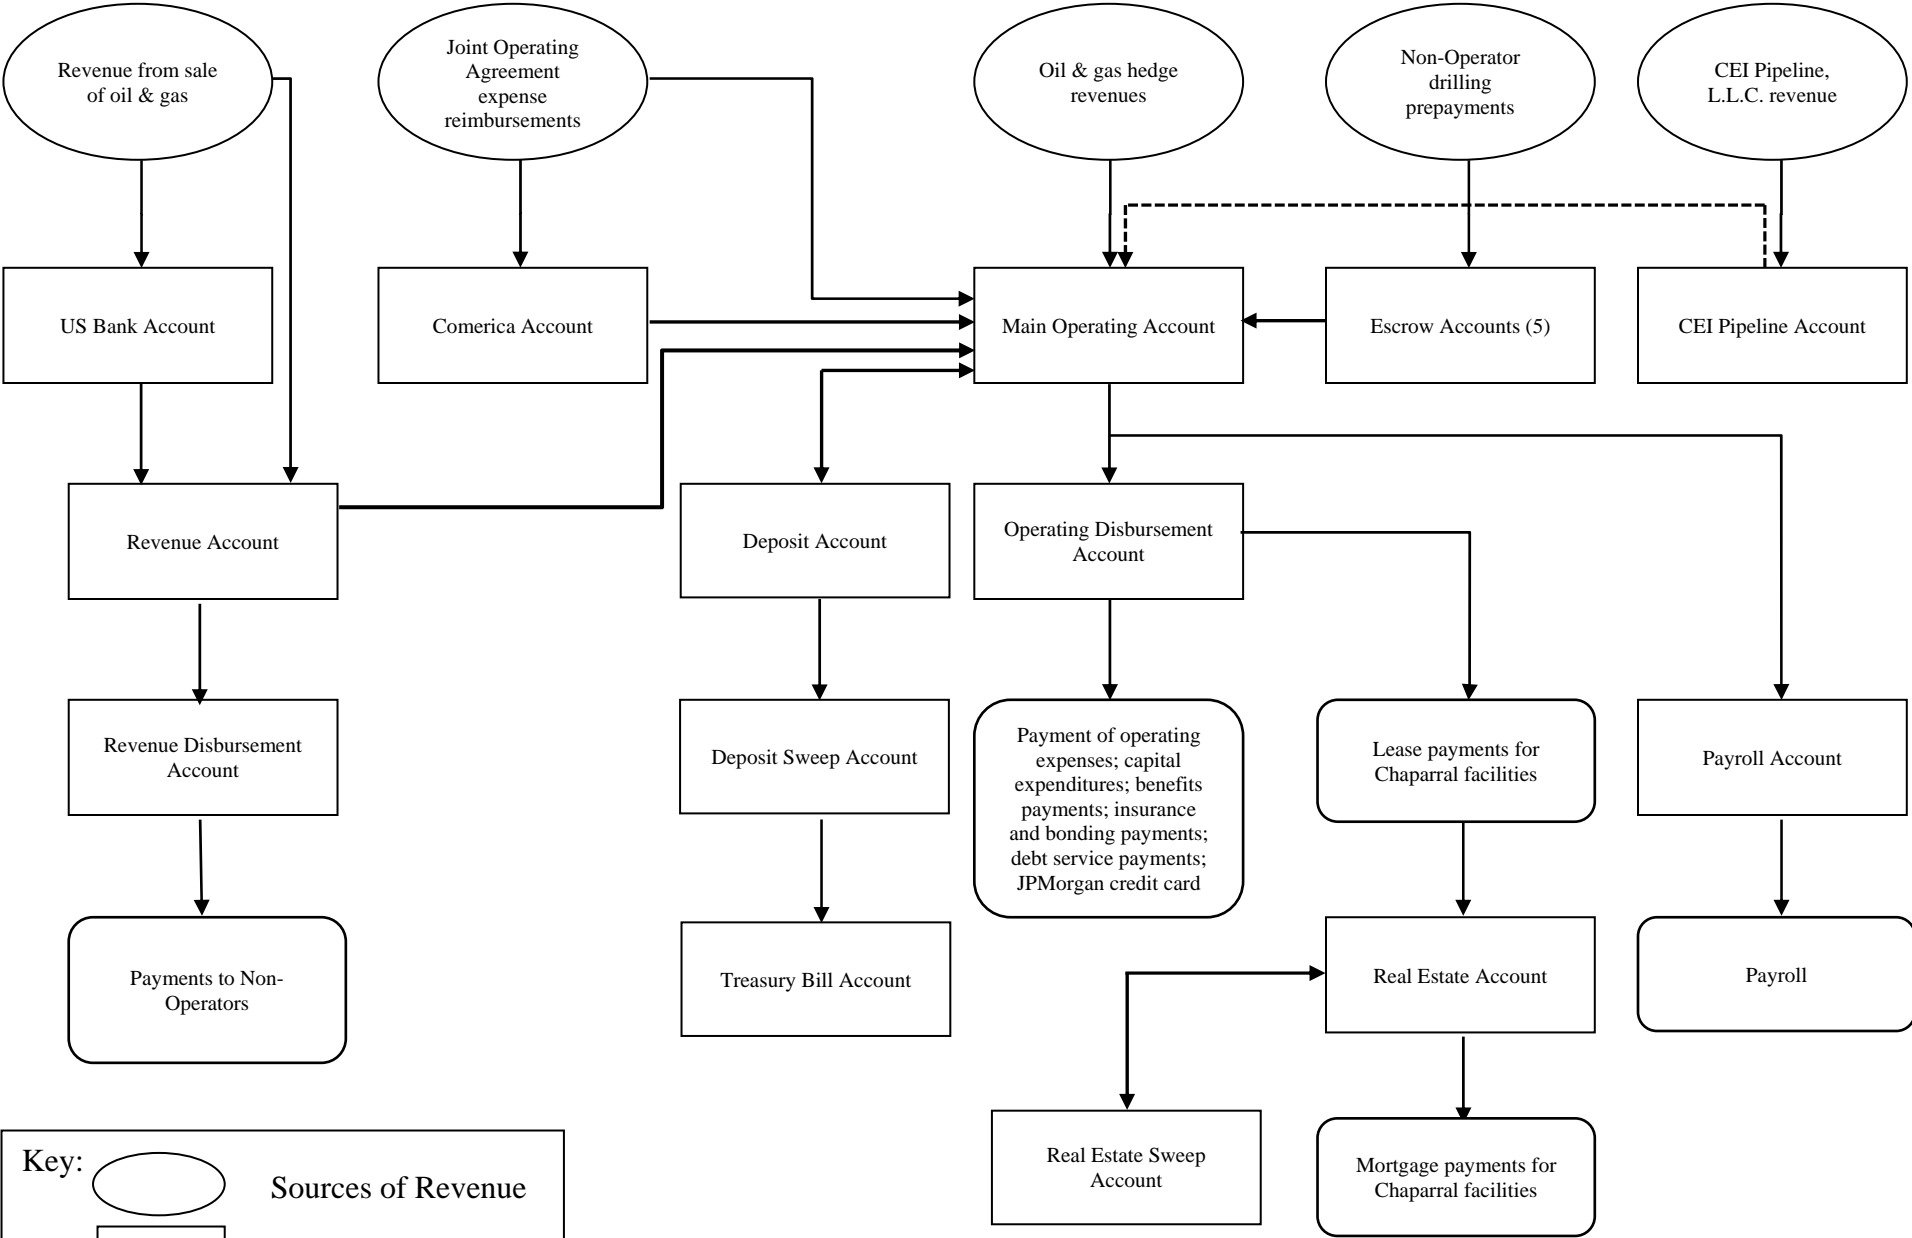 Revenue from sale
of oil & gas
Joint Operating
Agreement
expense
reimbursements
Oil & gas hedge
revenues
Non-Operator
drilling
prepayments
CEI Pipeline,
L.L.C. revenue
US Bank Account
Comerica Account
Main Operating Account
Escrow Accounts (5)
CEI Pipeline Account
Revenue Account
Deposit Account
Operating Disbursement
Account
Revenue Disbursement
Account
Deposit Sweep Account
Payment of operating
expenses; capital
expenditures; benefits
payments; insurance
and bonding payments;
debt service payments;
JPMorgan credit card
Lease payments for
Chaparral facilities
Payroll Account
Payments to Non-
Operators
Treasury Bill Account
Real Estate Account
Payroll
Real Estate Sweep
Account
Mortgage payments for
Chaparral facilities
Key:
Sources of Revenue